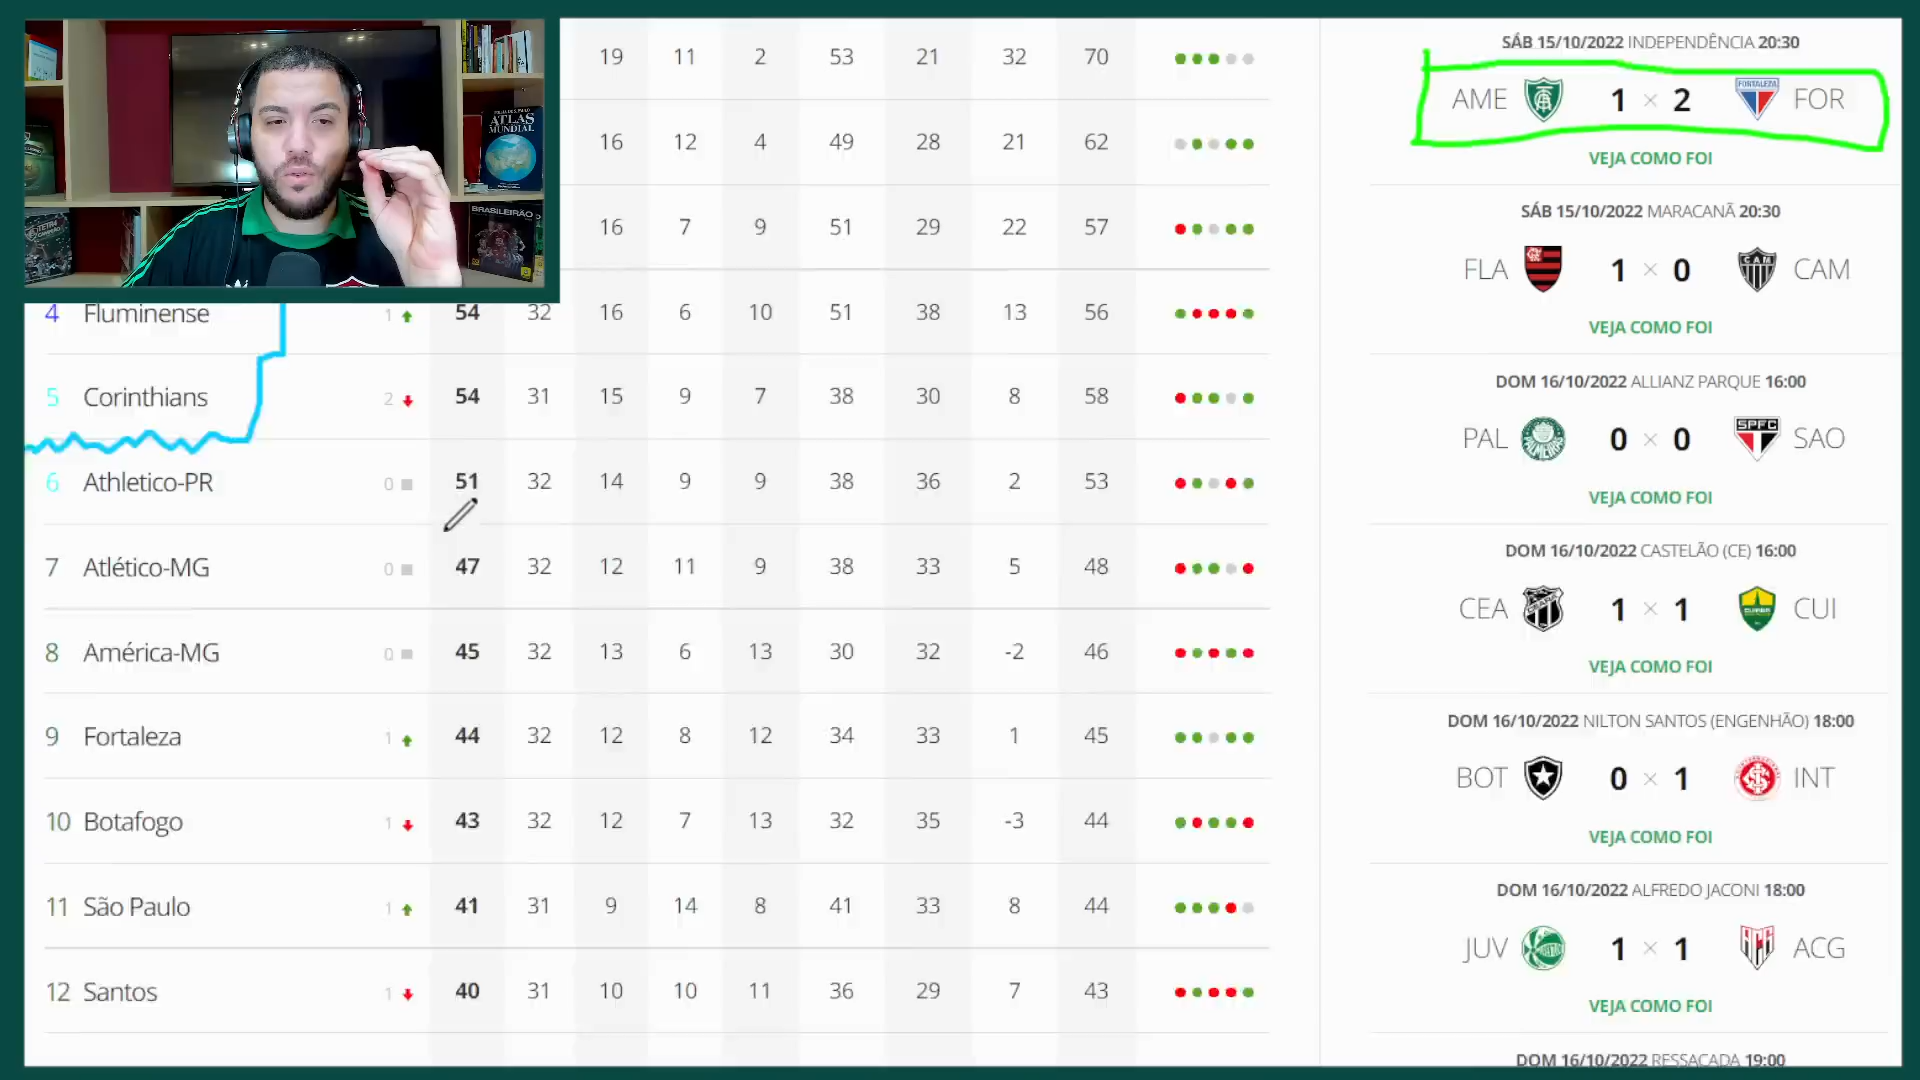 FOLHA DE S.PAULO
ATLAS
MUNDIAL
BRASILEIRÃO
19 11 2 53 21 32 70
16 12 4 49 28 21 62
16 7 9 51 29 22 57
4 Fluminense 1 54 32 16 6 10 51 38 13 56
5 Corinthians 2 54 31 15 9 7 38 30 8 58
6 Athletico-PR 0 51 32 14 9 9 38 36 2 53
7 Atlético-MG 0 47 32 12 11 9 38 33 5 48
8 América-MG 0 45 32 13 6 13 30 32 -2 46
9 Fortaleza 1 44 32 12 8 12 34 33 1 45
10 Botafogo 1 43 32 12 7 13 32 35 -3 44
11 São Paulo 1 41 31 9 14 8 41 33 8 44
12 Santos 1 40 31 10 10 11 36 29 7 43
SÁB 15/10/2022 INDEPENDÊNCIA 20:30
AME 1 × 2 FORTALEZA FOR
VEJA COMO FOI
SÁB 15/10/2022 MARACANÃ 20:30
FLA 1 × 0 CAM CAM
VEJA COMO FOI
DOM 16/10/2022 ALLIANZ PARQUE 16:00
PAL PALMEIRAS 0 × 0 SPFC SAO
VEJA COMO FOI
DOM 16/10/2022 CASTELÃO (CE) 16:00
CEA CEARÁ 1 × 1 CUIABÁ CUI
VEJA COMO FOI
DOM 16/10/2022 NILTON SANTOS (ENGENHÃO) 18:00
BOT 0 × 1 INT
VEJA COMO FOI
DOM 16/10/2022 ALFREDO JACONI 18:00
JUV 1 × 1 ACG
VEJA COMO FOI
DOM 16/10/2022 RESSACADA 19:00